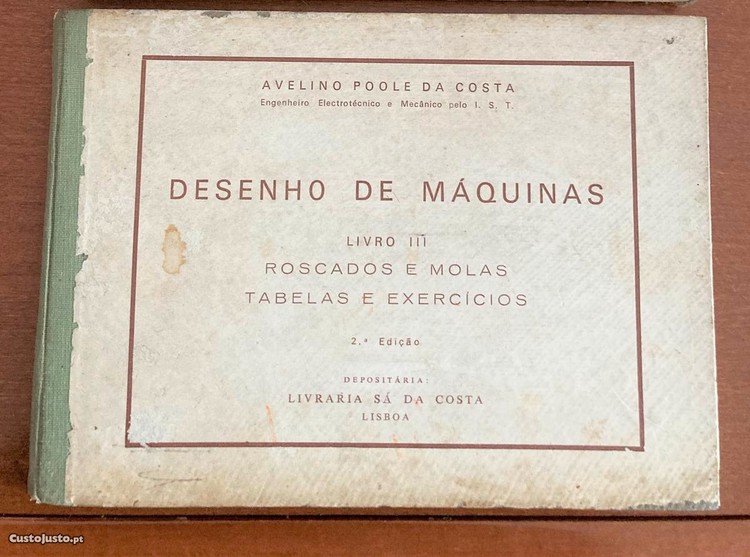 AVELINO POOLE DA COSTA
Engenheiro Electrotécnico e Mecânico pelo I. S. T.
DESENHO DE MÁQUINAS
LIVRO III
ROSCADOS E MOLAS
TABELAS E EXERCÍCIOS
2.ª Edição
DEPOSITÁRIA:
LIVRARIA SÁ DA COSTA
LISBOA
CustoJusto.pt